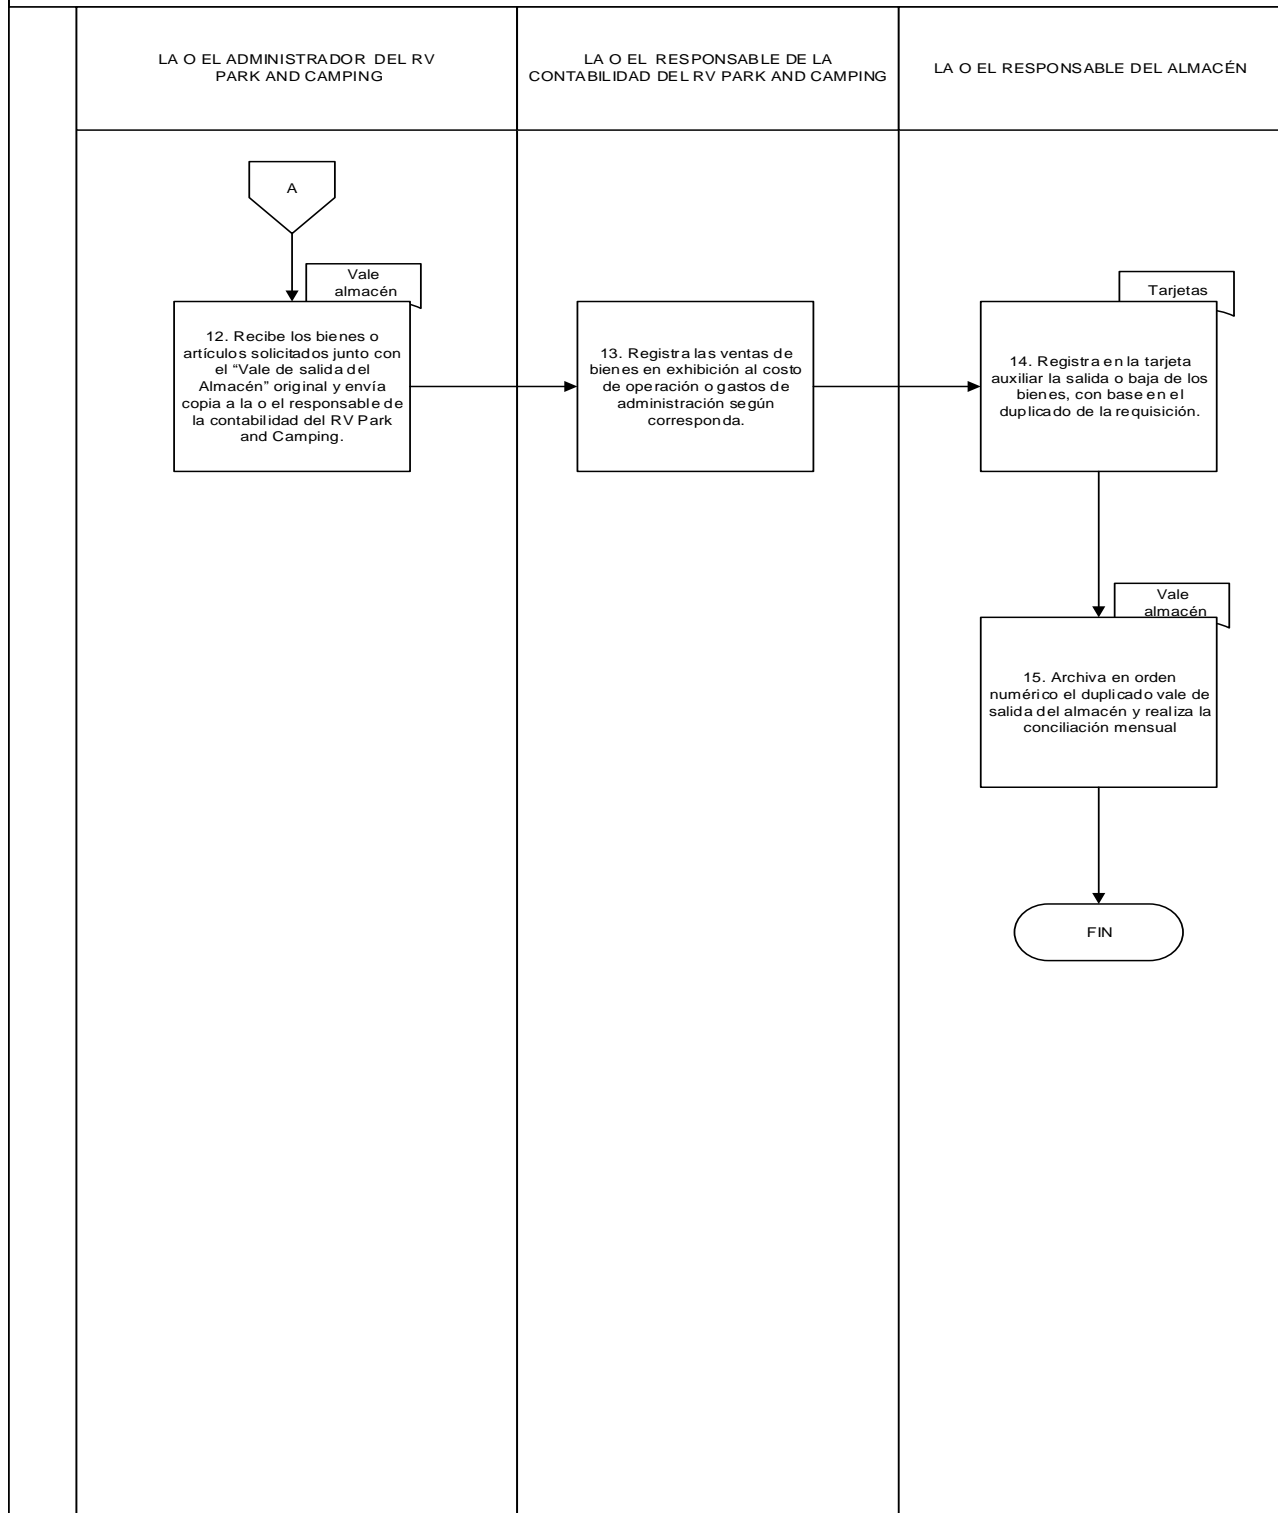 LA O EL ADMINISTRADOR DEL RV
PARK AND CAMPING
LA O EL RESPONSABLE DE LA
CONTABILIDAD DEL RV PARK AND CAMPING
LA O EL RESPONSABLE DEL ALMACÉN
A
Vale
almacén
12. Recibe los bienes o
artículos solicitados junto con
el “Vale de salida del
Almacén” original y envía
copia a la o el responsable de
la contabilidad del RV Park
and Camping.
13. Registra las ventas de
bienes en exhibición al costo
de operación o gastos de
administración según
corresponda.
Tarjetas
14. Registra en la tarjeta
auxiliar la salida o baja de los
bienes, con base en el
duplicado de la requisición.
Vale
almacén
15. Archiva en orden
numérico el duplicado vale de
salida del almacén y realiza la
conciliación mensual
FIN